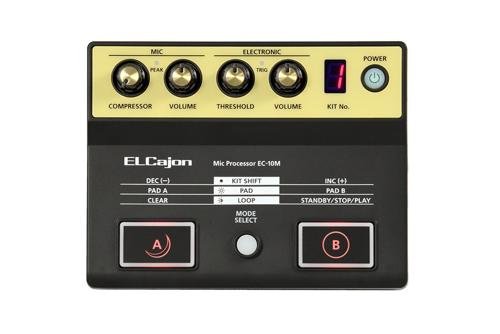 MIC ELECTRONIC POWER
PEAK TRIG
COMPRESSOR VOLUME THRESHOLD VOLUME KIT No.
1
ELCajon Mic Processor EC-10M
DEC (–) KIT SHIFT INC (+)
PAD A PAD PAD B
CLEAR LOOP STANDBY/STOP/PLAY
MODE
SELECT
A B